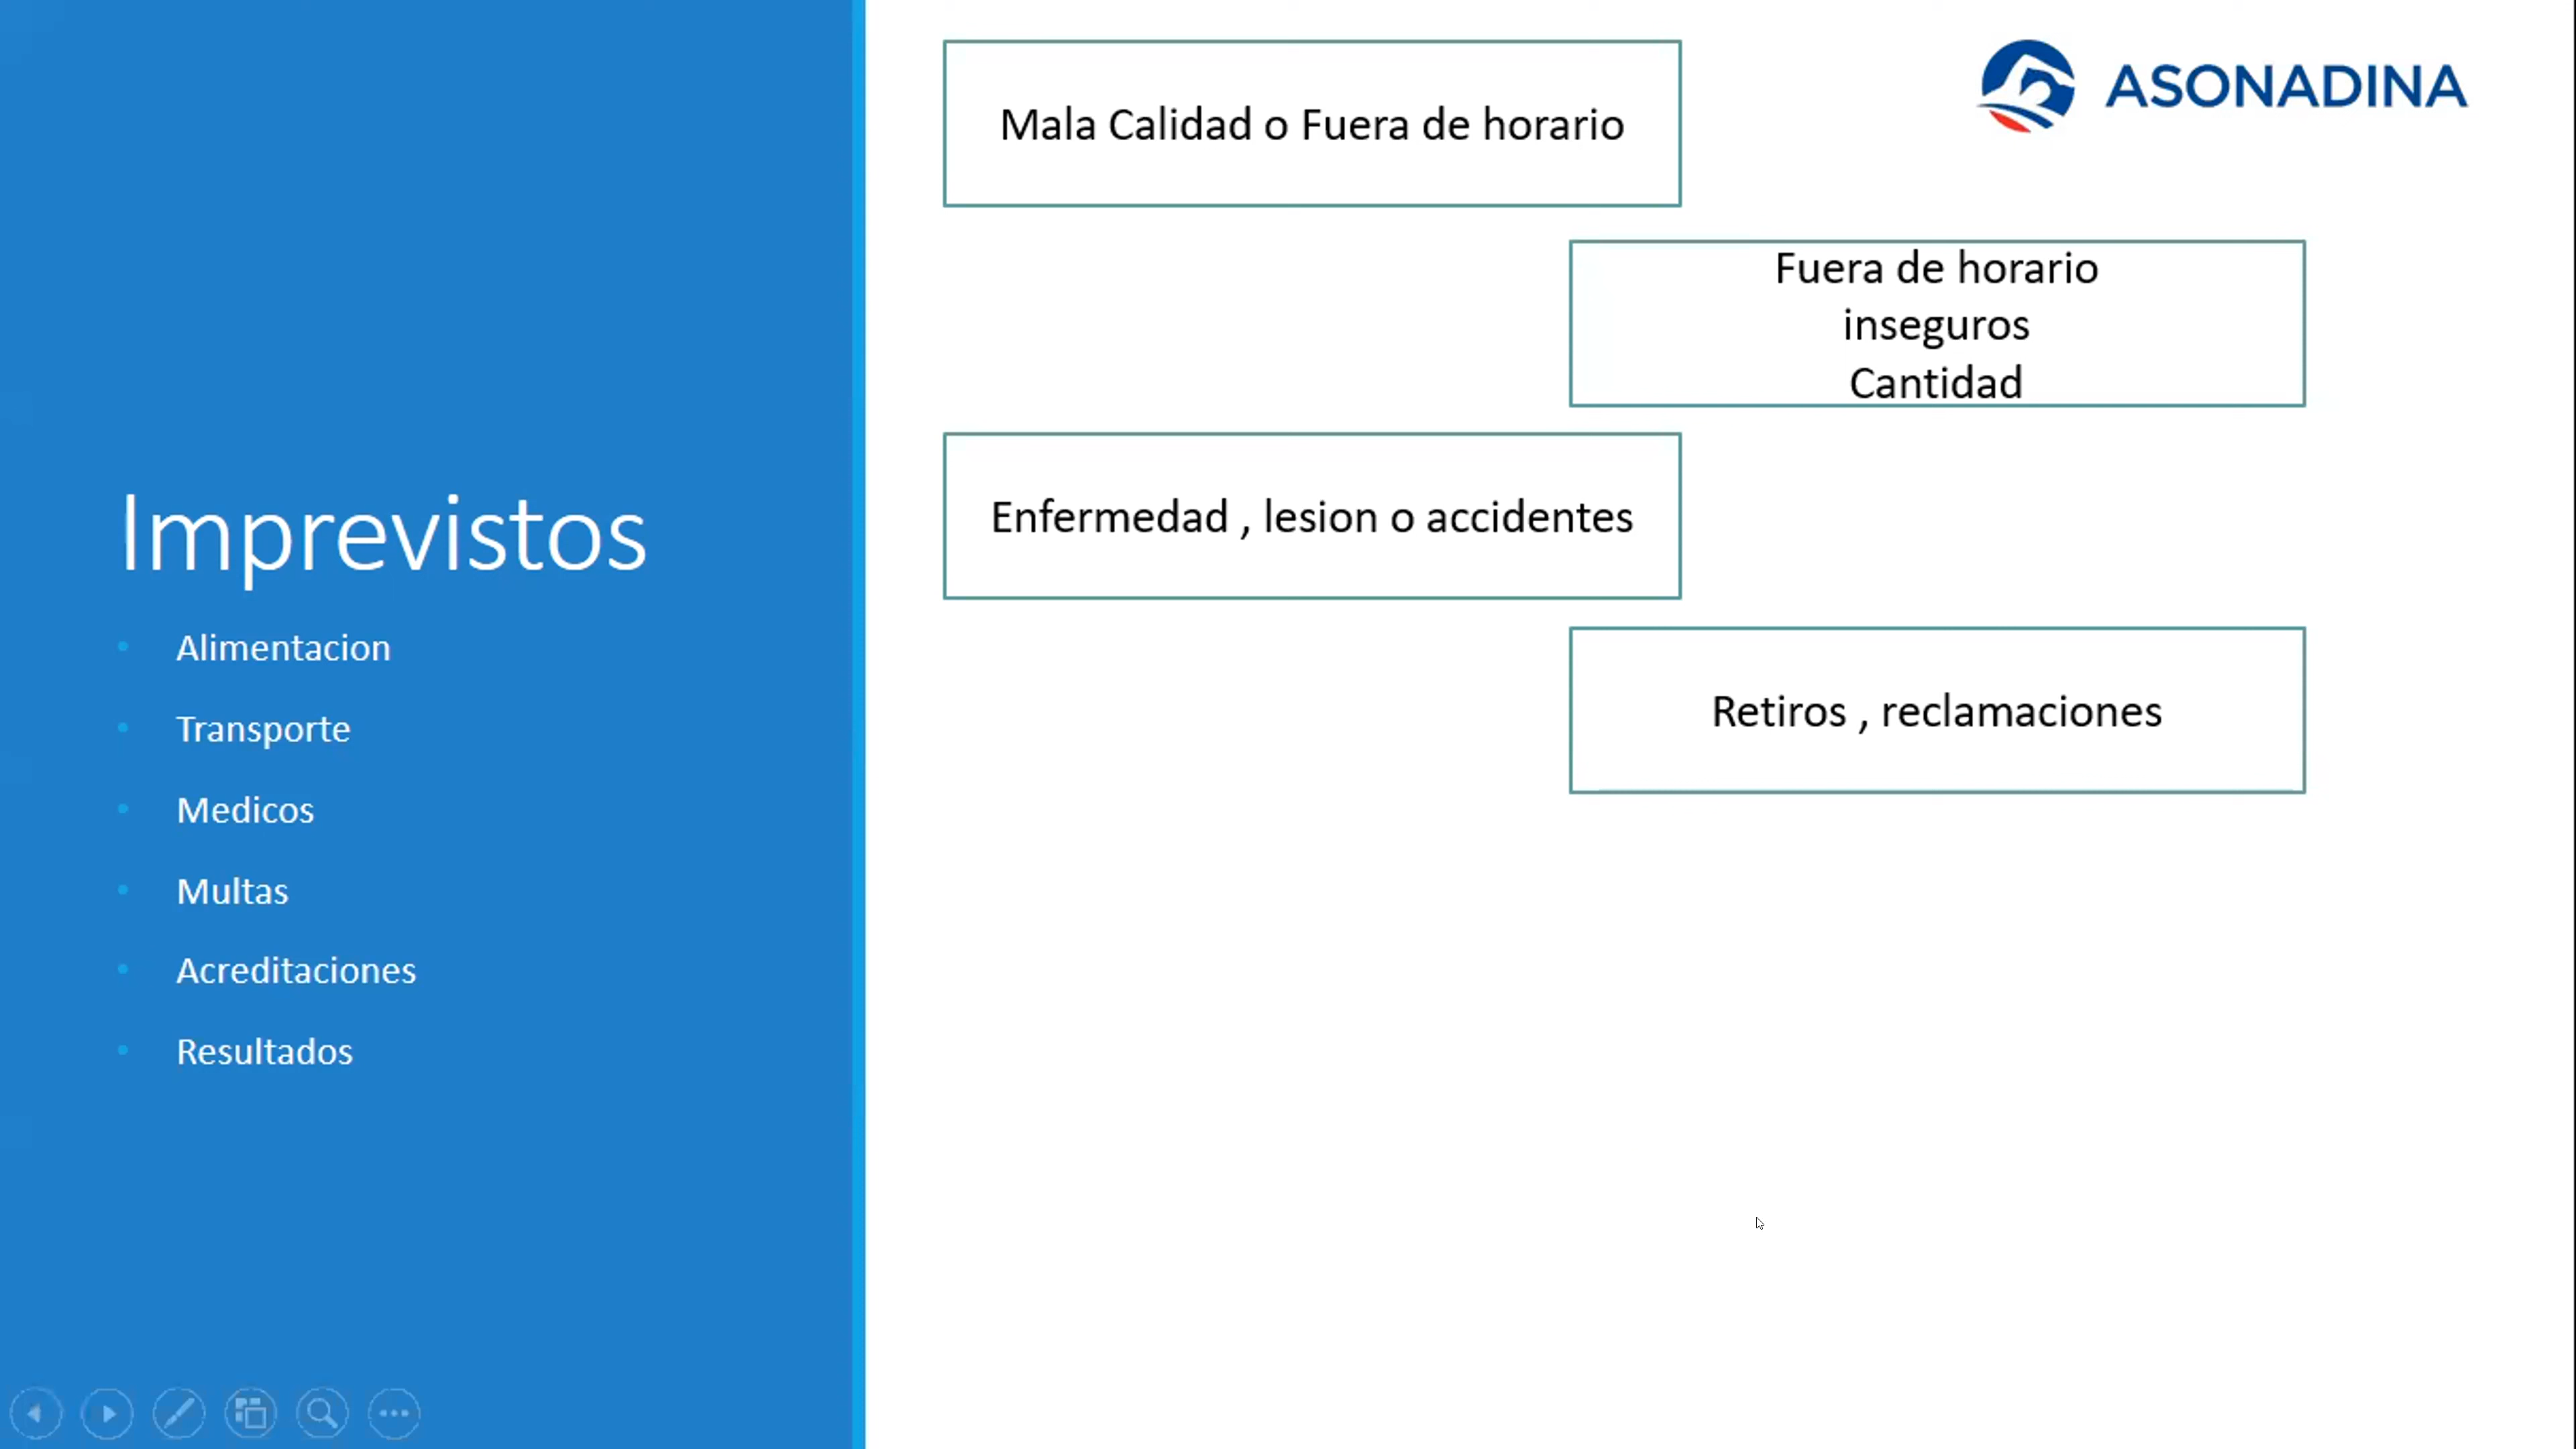 Imprevistos
Alimentacion
Transporte
Medicos
Multas
Acreditaciones
Resultados
Mala Calidad o Fuera de horario
ASONADINA
Fuera de horario
inseguros
Cantidad
Enfermedad , lesion o accidentes
Retiros , reclamaciones